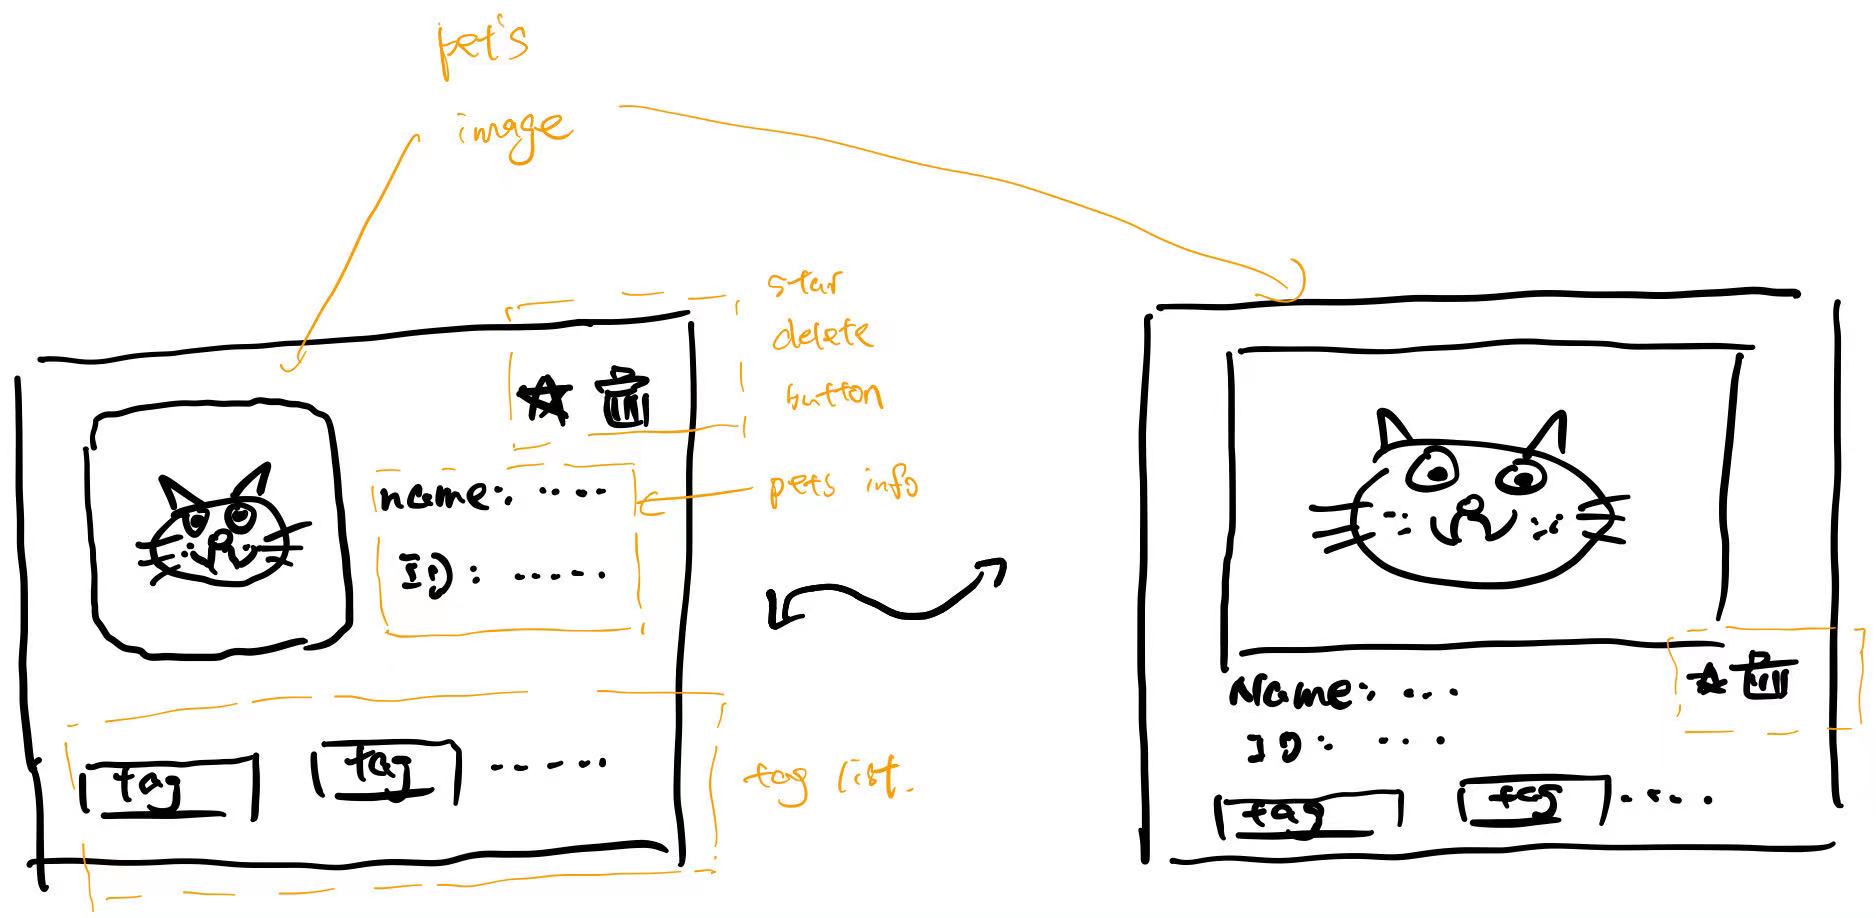 pet's
image
star
delete
button
name: ....
ID: .....
pets info
tag
tag
.....
tag list.
Name: ...
ID: ...
tag
tag
....